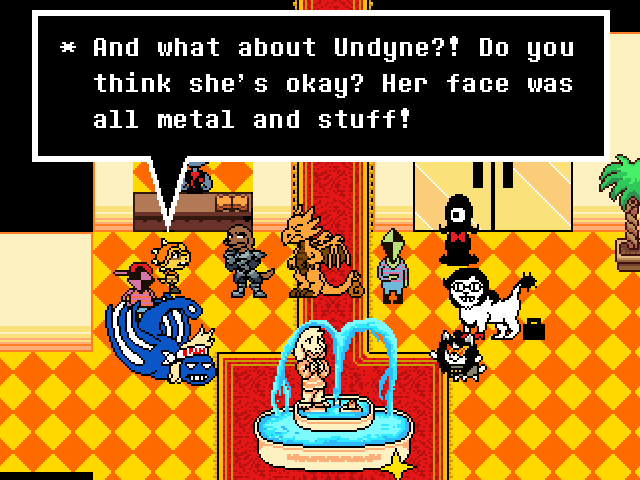 * And what about Undyne?! Do you
think she's okay? Her face was
all metal and stuff!